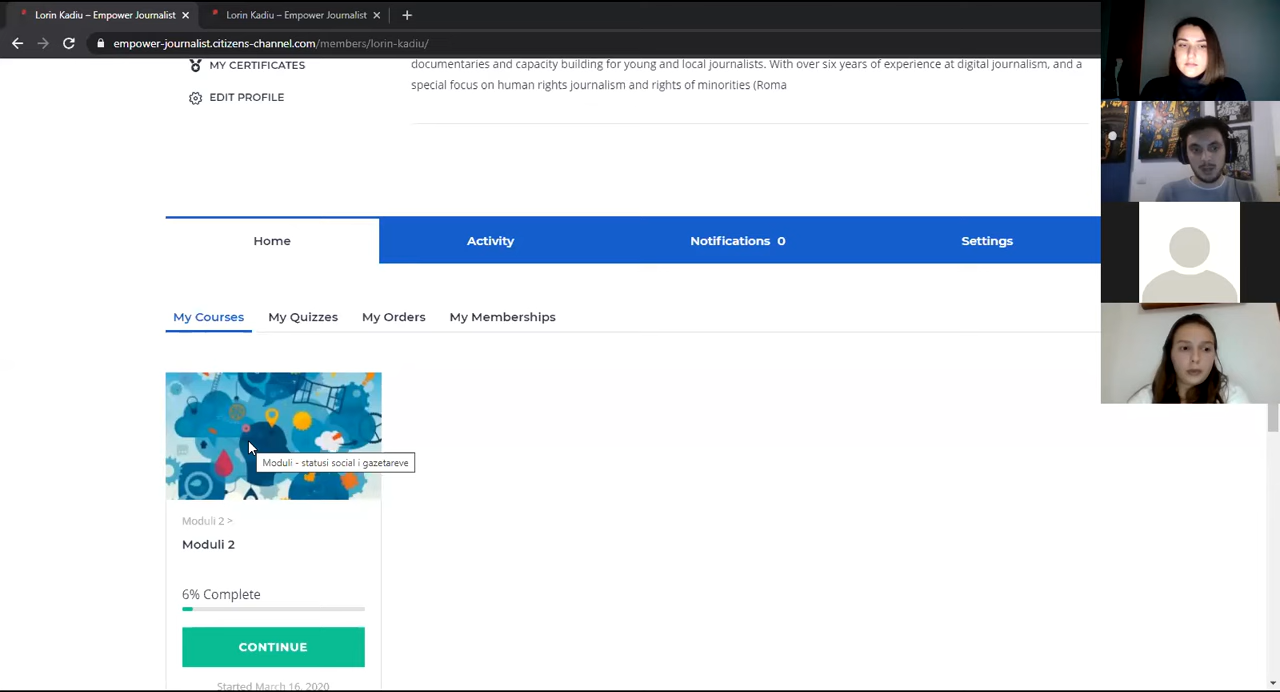 Lorin Kadiu – Empower Journalist
Lorin Kadiu – Empower Journalist
empower-journalist.citizens-channel.com/members/lorin-kadiu/
MY CERTIFICATES
EDIT PROFILE
documentaries and capacity building for young and local journalists. With over six years of experience at digital journalism, and a
special focus on human rights journalism and rights of minorities (Roma
Home
Activity
Notifications 0
Settings
My Courses
My Quizzes
My Orders
My Memberships
Moduli - statusi social i gazetareve
Moduli 2 >
Moduli 2
6% Complete
CONTINUE
Started March 16, 2020